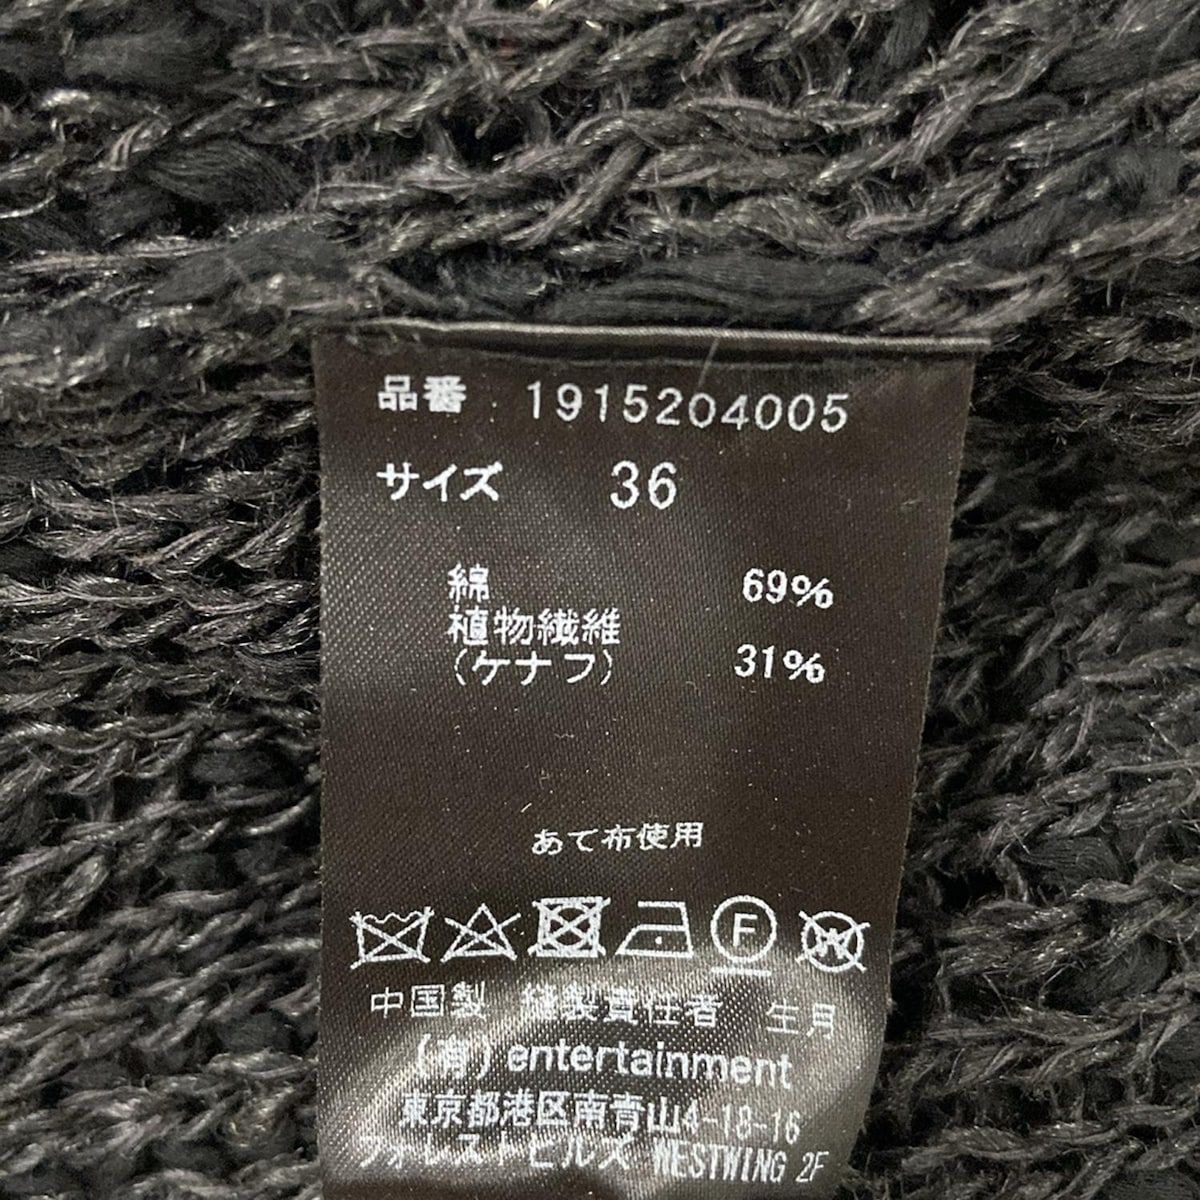 品番 1915204005
サイズ 36
綿 69%
植物繊維
(ケナフ) 31%
あて布使用
F
W
中国製 縫製責任者 生月
(有) entertainment
東京都港区南青山4-18-16
フォレストヒルズ WESTWING 2F